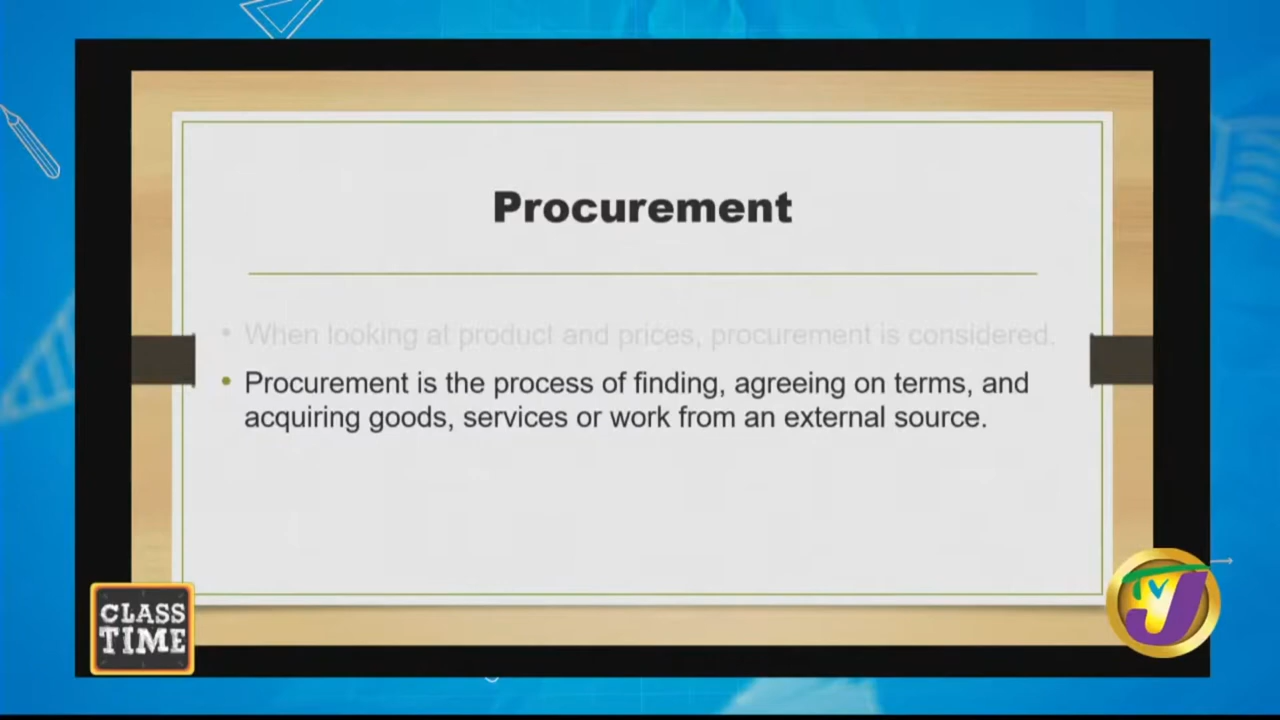 Procurement
• When looking at product and prices, procurement is considered.
• Procurement is the process of finding, agreeing on terms, and
acquiring goods, services or work from an external source.
CLASS
TIME
TVJ